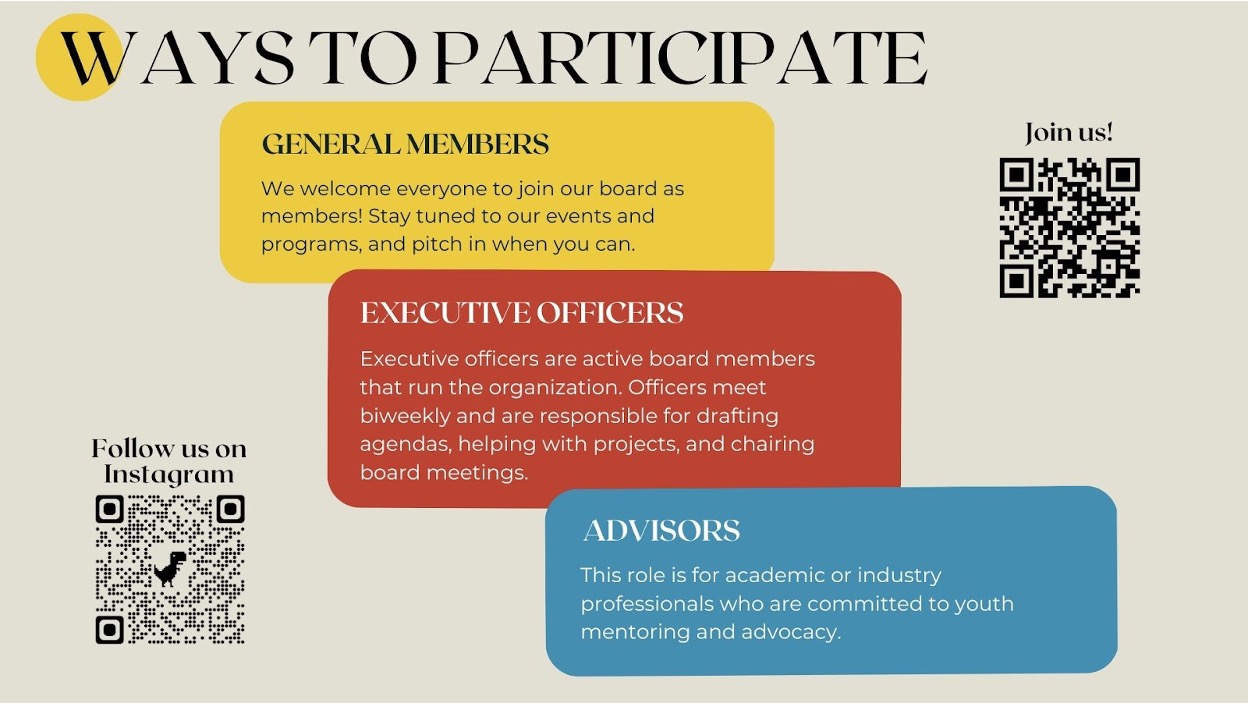 WAYS TO PARTICIPATE
GENERAL MEMBERS
We welcome everyone to join our board as
members! Stay tuned to our events and
programs, and pitch in when you can.
Join us!
EXECUTIVE OFFICERS
Executive officers are active board members
that run the organization. Officers meet
biweekly and are responsible for drafting
agendas, helping with projects, and chairing
board meetings.
Follow us on
Instagram
ADVISORS
This role is for academic or industry
professionals who are committed to youth
mentoring and advocacy.